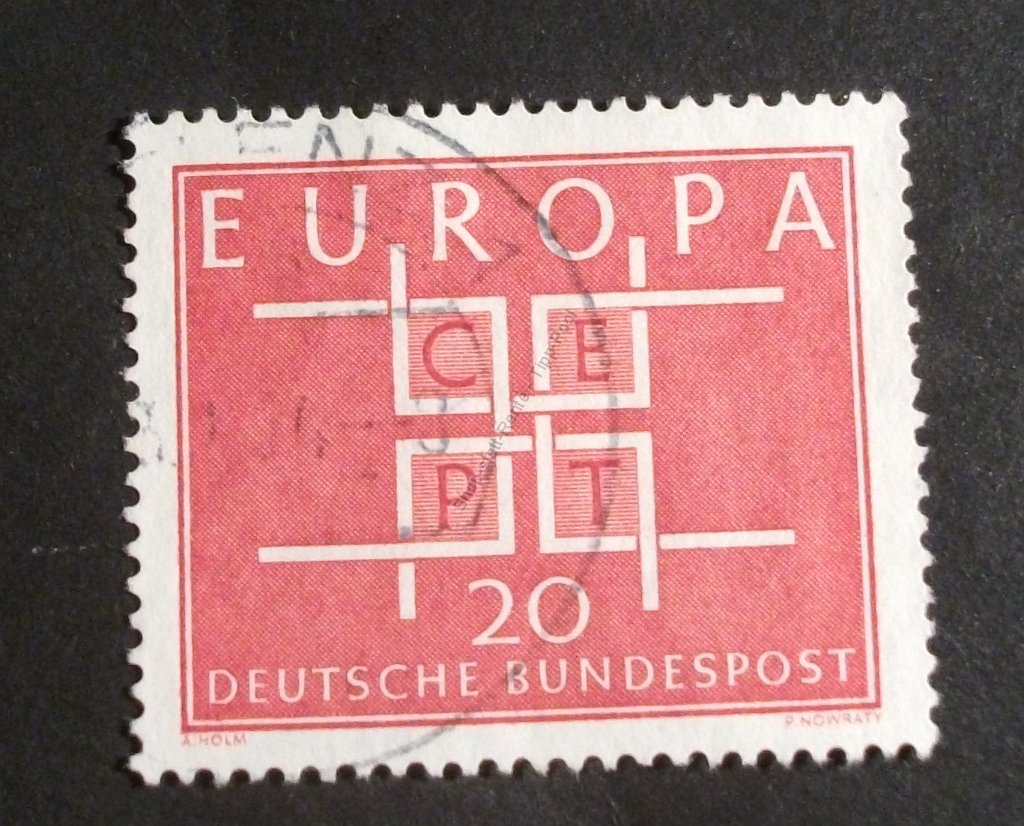 EUROPA
C E
P T
20
DEUTSCHE BUNDESPOST
A. HOLM
P. NOWRATY